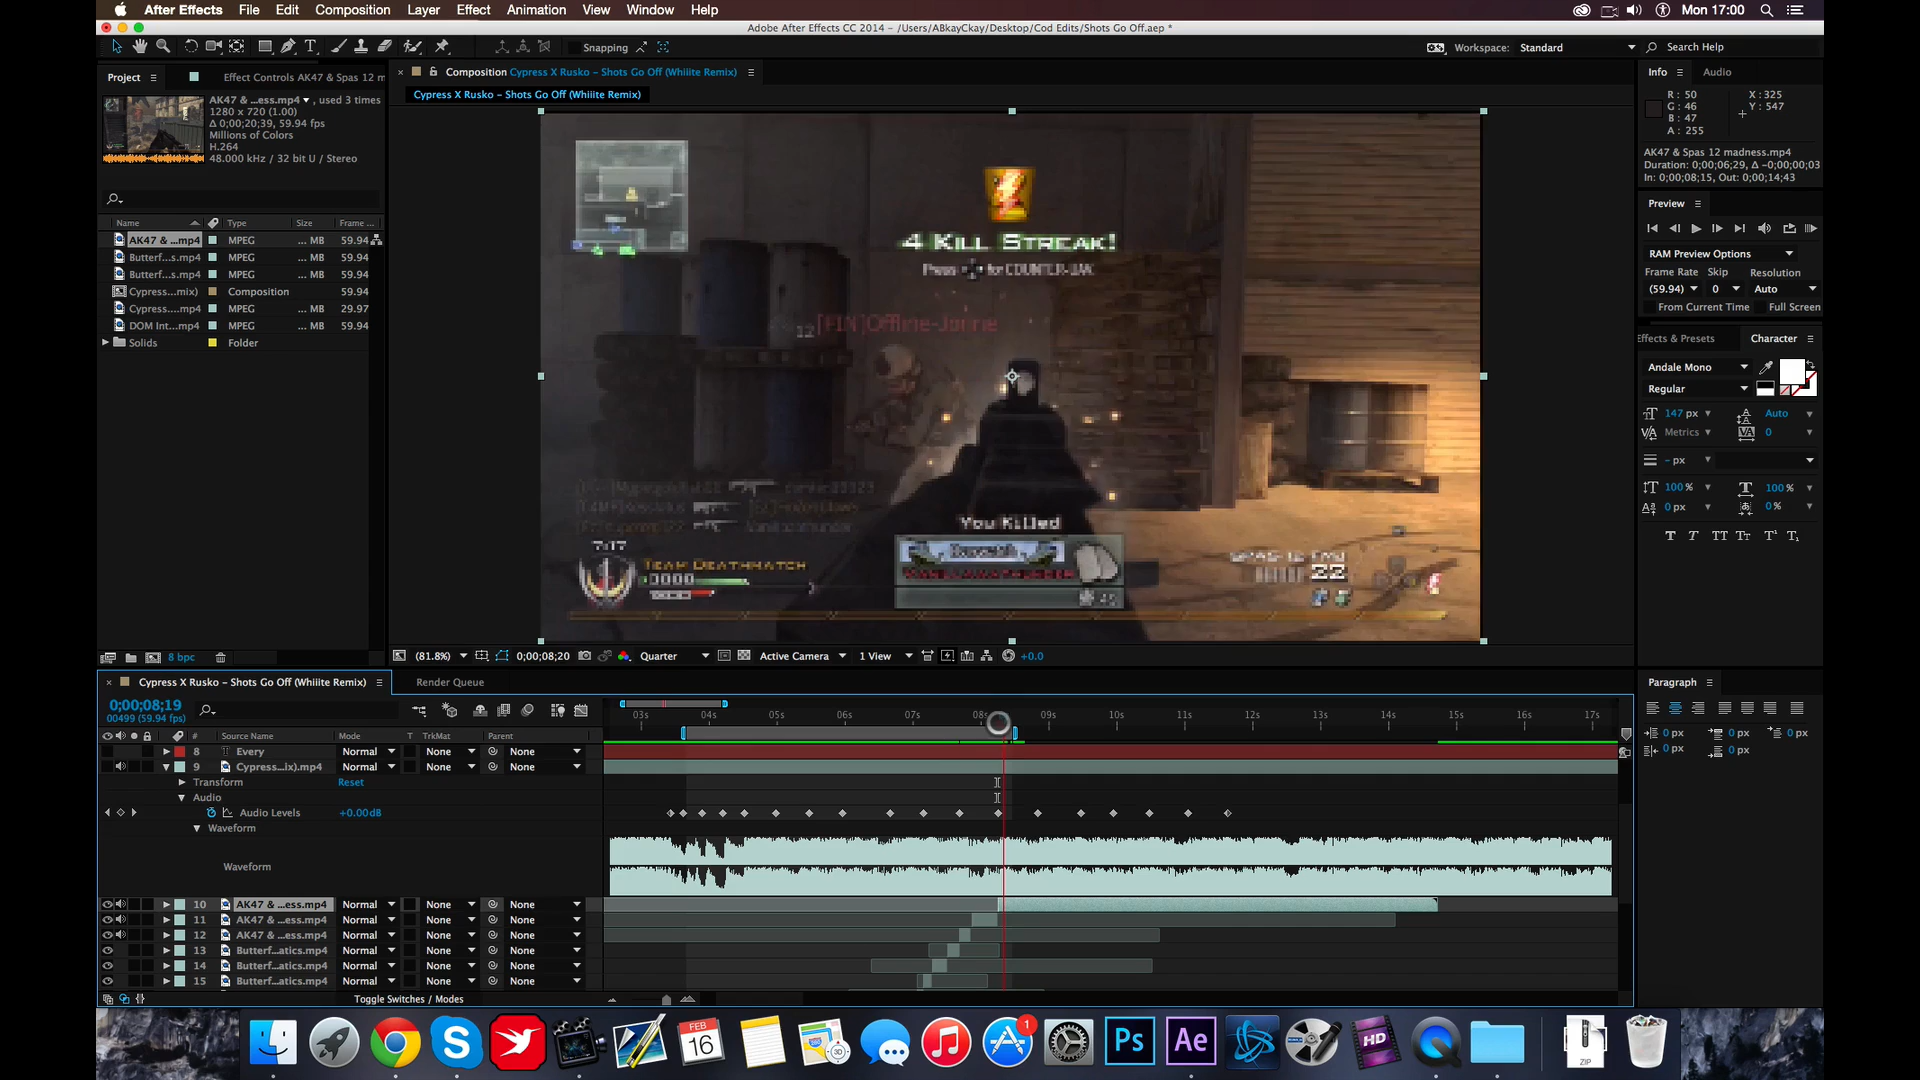 After Effects File Edit Composition Layer Effect Animation View Window Help Mon 17:00
Adobe After Effects CC 2014 – /Users/ABkayCkay/Desktop/Cod Edits/Shots Go Off.aep *
Snapping Workspace: Standard Search Help
Project Effect Controls AK47 & Spas 12 m
AK47 & ...ess.mp4 , used 3 times
1280 x 720 (1.00)
Δ 0;00;20;39, 59.94 fps
Millions of Colors
H.264
48.000 kHz / 32 bit U / Stereo
Name Type Size Frame ...
AK47 & ...mp4 MPEG ... MB 59.94
Butterf...s.mp4 MPEG ... MB 59.94
Butterf...s.mp4 MPEG ... MB 59.94
Cypress...mix) Composition 59.94
Cypress....mp4 MPEG ... MB 29.97
DOM Int...mp4 MPEG ... MB 59.94
Solids Folder
8 bpc
Composition Cypress X Rusko – Shots Go Off (Whiiite Remix)
Cypress X Rusko – Shots Go Off (Whiiite Remix)
4 Kill Streak!
Press for COUNTER-UAV
You Killed
7:17
Team Deathmatch
3000
22
(81.8%) 0;00;08;20 Quarter Active Camera 1 View +0.0
Info Audio
R : 50 X : 325
G : 46 Y : 547
B : 47
A : 255
AK47 & Spas 12 madness.mp4
Duration: 0;00;06;29, Δ -0;00;00;03
In: 0;00;08;15, Out: 0;00;14;43
Preview
RAM Preview Options
Frame Rate Skip Resolution
(59.94) 0 Auto
From Current Time Full Screen
Effects & Presets Character
Andale Mono
Regular
147 px Auto
Metrics 0
- px
100 % 100 %
0 px 0 %
T T TT Tт T¹ T₁
Paragraph
0 px 0 px 0 px
0 px 0 px
Cypress X Rusko – Shots Go Off (Whiiite Remix) Render Queue
0;00;08;19
00499 (59.94 fps)
03s 04s 05s 06s 07s 08s 09s 10s 11s 12s 13s 14s 15s 16s 17s
# Source Name Mode T TrkMat Parent
8 T Every Normal None None
9 Cypress...ix).mp4 Normal None None
Transform Reset
Audio
Audio Levels +0.00dB
Waveform
Waveform
10 AK47 & ...ess.mp4 Normal None None
11 AK47 & ...ess.mp4 Normal None None
12 AK47 & ...ess.mp4 Normal None None
13 Butterf...atics.mp4 Normal None None
14 Butterf...atics.mp4 Normal None None
15 Butterf...atics.mp4 Normal None None
Toggle Switches / Modes
FEB
16
3D
1
Ps
Ae
HD
ZIP